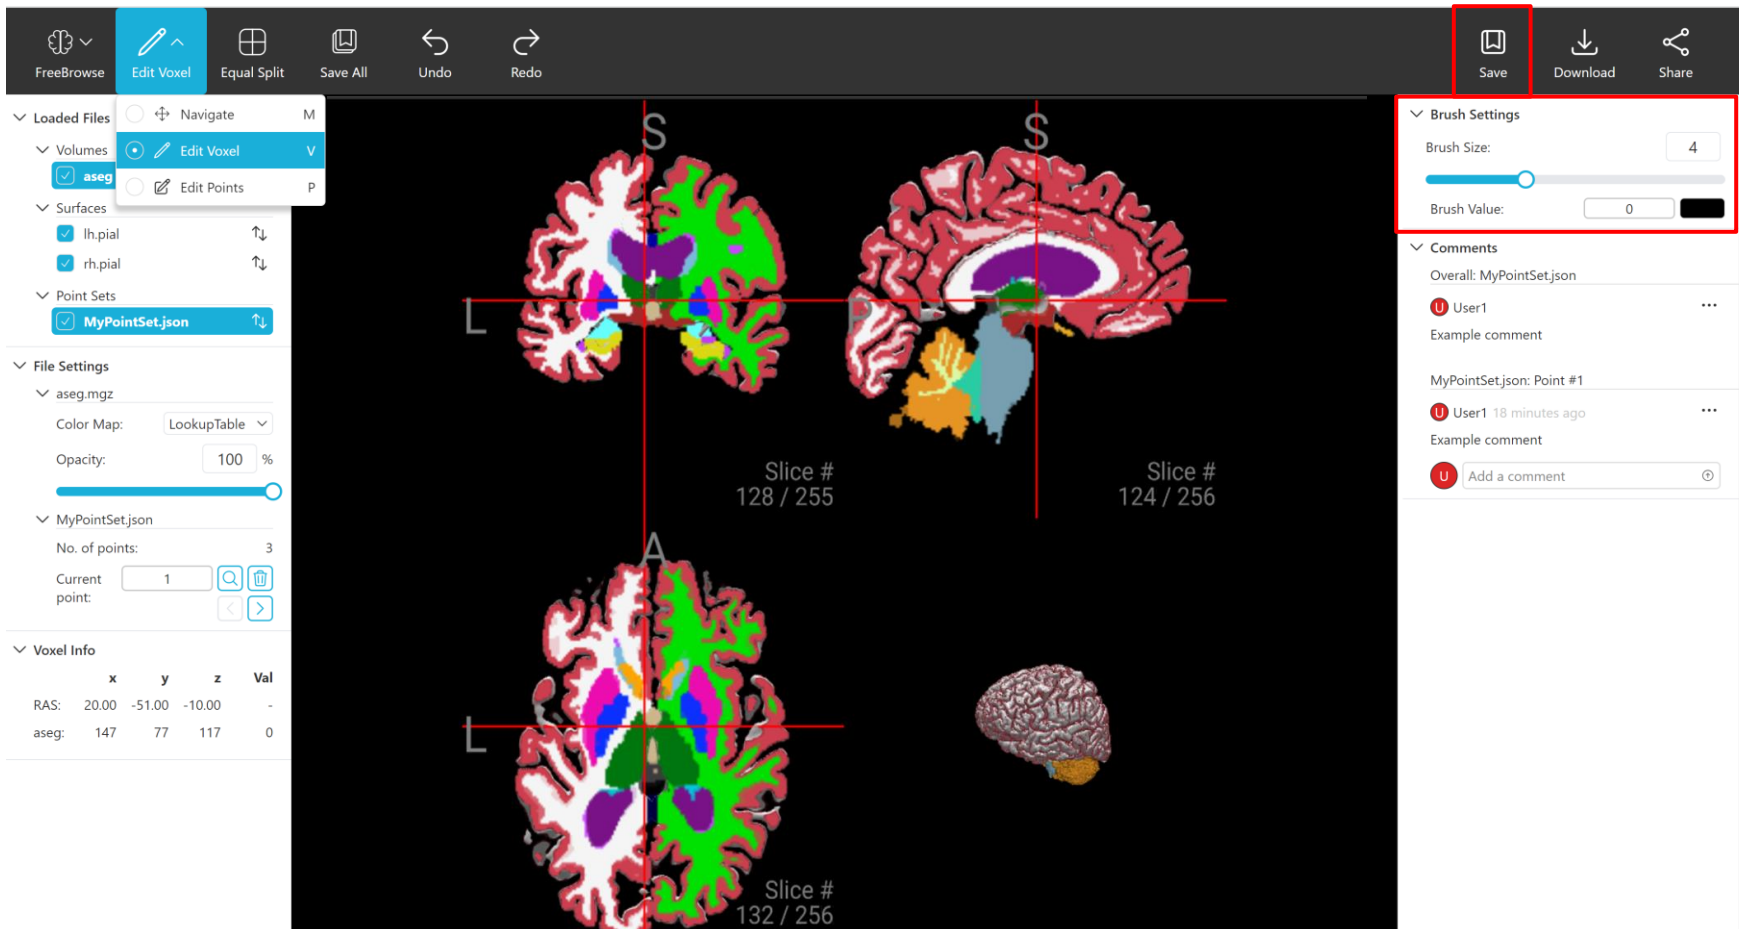 FreeBrowse
Edit Voxel
Equal Split
Save All
Undo
Redo
Save
Download
Share
Navigate M
Edit Voxel V
Edit Points P
Loaded Files
Volumes
aseg
Surfaces
lh.pial
rh.pial
Point Sets
MyPointSet.json
File Settings
aseg.mgz
Color Map: LookupTable
Opacity: 100 %
MyPointSet.json
No. of points: 3
Current point: 1
Voxel Info
x y z Val
RAS: 20.00 -51.00 -10.00 -
aseg: 147 77 117 0
S
L
Slice #
128 / 255
S
P
Slice #
124 / 256
A
L
Slice #
132 / 256
Brush Settings
Brush Size: 4
Brush Value: 0
Comments
Overall: MyPointSet.json
U User1 ...
Example comment
MyPointSet.json: Point #1
U User1 18 minutes ago ...
Example comment
U Add a comment